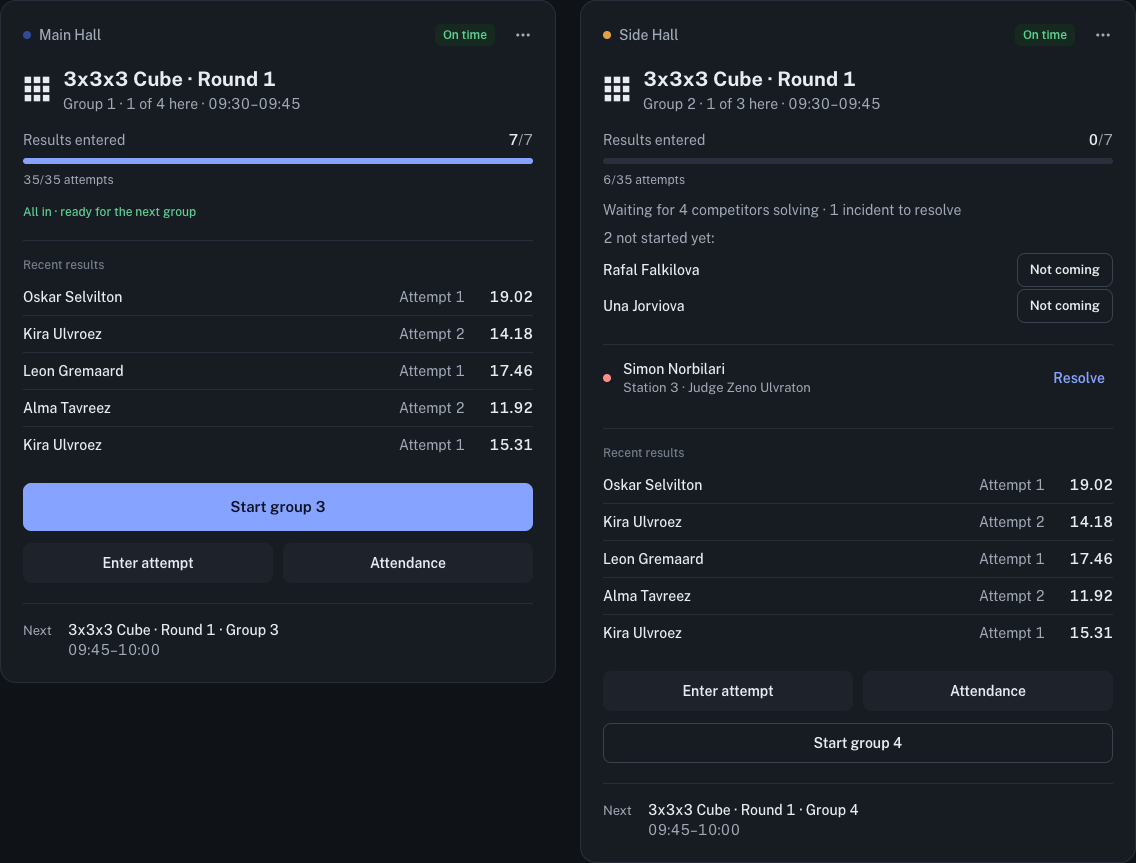 Main Hall
On time
3x3x3 Cube · Round 1
Group 1 · 1 of 4 here · 09:30–09:45
Results entered
7/7
35/35 attempts
All in · ready for the next group
Recent results
Oskar Selvilton Attempt 1 19.02
Kira Ulvroez Attempt 2 14.18
Leon Gremaard Attempt 1 17.46
Alma Tavreez Attempt 2 11.92
Kira Ulvroez Attempt 1 15.31
Start group 3
Enter attempt
Attendance
Next 3x3x3 Cube · Round 1 · Group 3
09:45–10:00
Side Hall
On time
3x3x3 Cube · Round 1
Group 2 · 1 of 3 here · 09:30–09:45
Results entered
0/7
6/35 attempts
Waiting for 4 competitors solving · 1 incident to resolve
2 not started yet:
Rafal Falkilova Not coming
Una Jorviova Not coming
Simon Norbilari
Station 3 · Judge Zeno Ulvraton
Resolve
Recent results
Oskar Selvilton Attempt 1 19.02
Kira Ulvroez Attempt 2 14.18
Leon Gremaard Attempt 1 17.46
Alma Tavreez Attempt 2 11.92
Kira Ulvroez Attempt 1 15.31
Enter attempt
Attendance
Start group 4
Next 3x3x3 Cube · Round 1 · Group 4
09:45–10:00